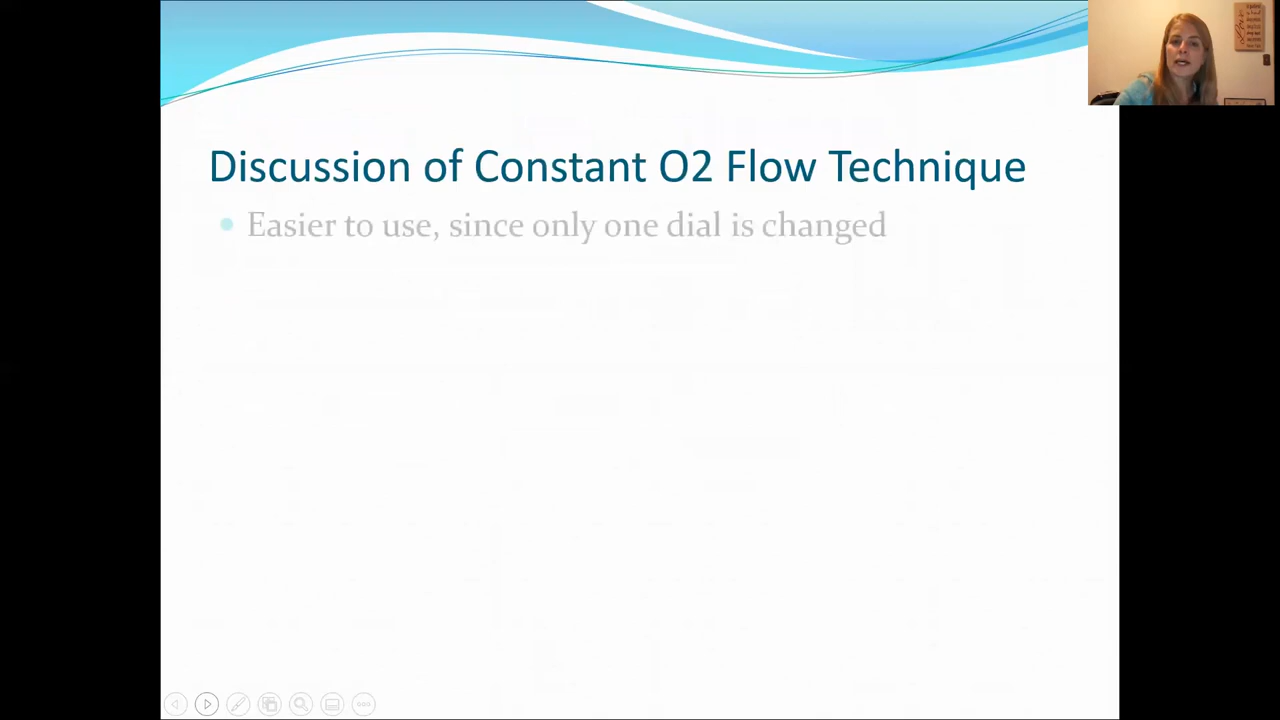 Discussion of Constant O2 Flow Technique
Easier to use, since only one dial is changed